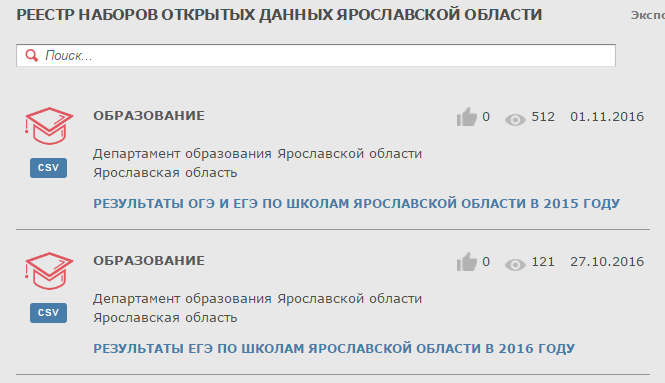 РЕЕСТР НАБОРОВ ОТКРЫТЫХ ДАННЫХ ЯРОСЛАВСКОЙ ОБЛАСТИ Экспо
Поиск...
ОБРАЗОВАНИЕ 0 512 01.11.2016
CSV
Департамент образования Ярославской области
Ярославская область
РЕЗУЛЬТАТЫ ОГЭ И ЕГЭ ПО ШКОЛАМ ЯРОСЛАВСКОЙ ОБЛАСТИ В 2015 ГОДУ
ОБРАЗОВАНИЕ 0 121 27.10.2016
CSV
Департамент образования Ярославской области
Ярославская область
РЕЗУЛЬТАТЫ ЕГЭ ПО ШКОЛАМ ЯРОСЛАВСКОЙ ОБЛАСТИ В 2016 ГОДУ